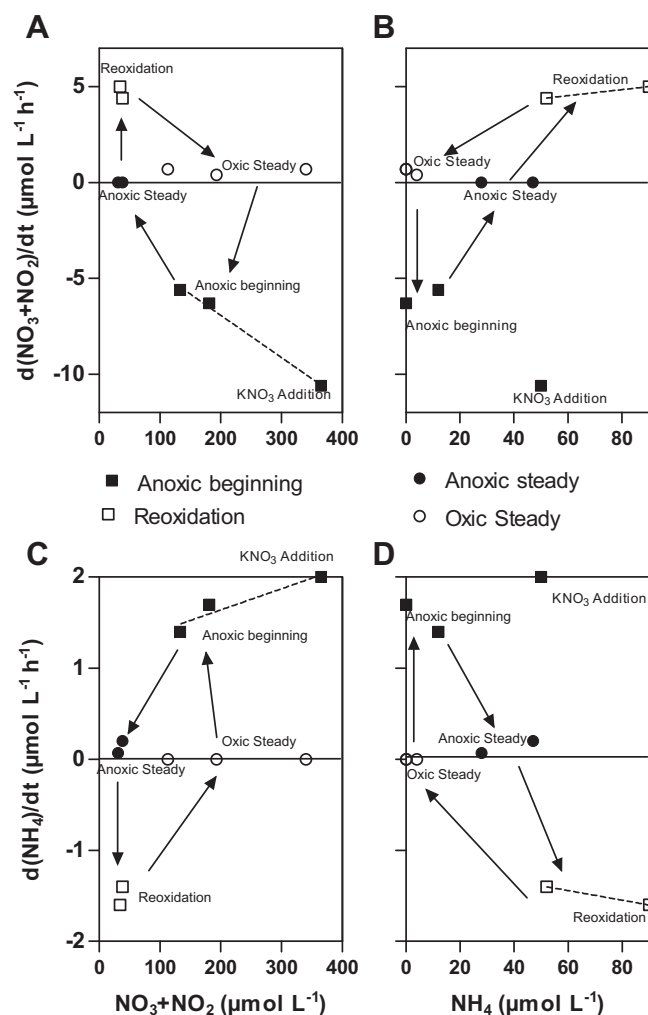 A
B
d(NO3+NO2)/dt (µmol L-1 h-1)
5
0
-5
-10
Reoxidation
Oxic Steady
Anoxic Steady
Anoxic beginning
KNO3 Addition
0 100 200 300 400
Reoxidation
Oxic Steady
Anoxic Steady
Anoxic beginning
KNO3 Addition
0 20 40 60 80
Anoxic beginning
Anoxic steady
Reoxidation
Oxic Steady
C
D
d(NH4)/dt (µmol L-1 h-1)
2
1
0
-1
-2
KNO3 Addition
Anoxic beginning
Oxic Steady
Anoxic Steady
Reoxidation
0 100 200 300 400
NO3+NO2 (µmol L-1)
KNO3 Addition
Anoxic beginning
Anoxic Steady
Oxic Steady
Reoxidation
0 20 40 60 80
NH4 (µmol L-1)